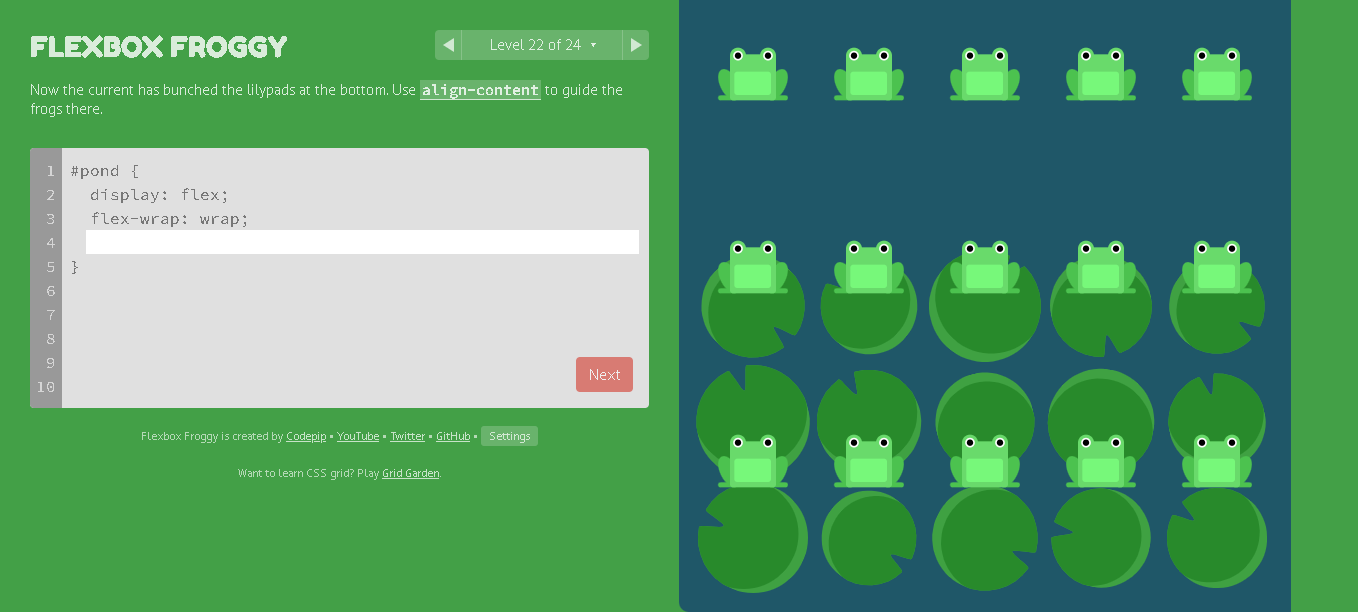 FLEXBOX FROGGY
◀ Level 22 of 24 ▾ ▶
Now the current has bunched the lilypads at the bottom. Use align-content to guide the
frogs there.
1 #pond {
2 display: flex;
3 flex-wrap: wrap;
4
5 }
6
7
8
9
10
Next
Flexbox Froggy is created by Codepip • YouTube • Twitter • GitHub • Settings
Want to learn CSS grid? Play Grid Garden.